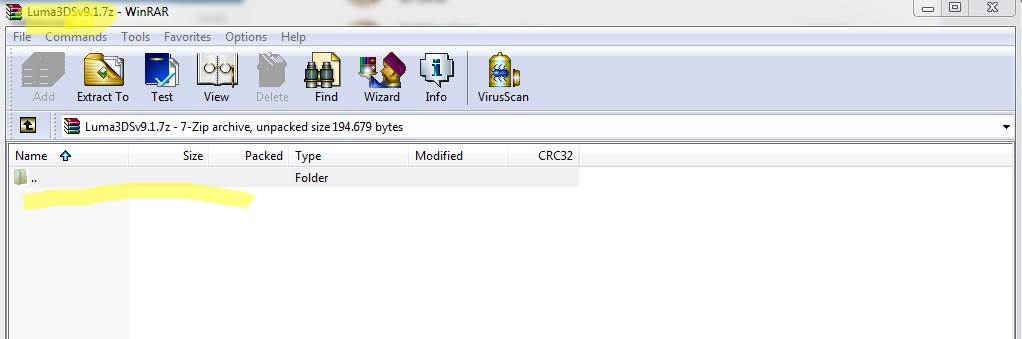 Luma3DSv9.1.7z - WinRAR
File Commands Tools Favorites Options Help
Add Extract To Test View Delete Find Wizard Info VirusScan
Luma3DSv9.1.7z - 7-Zip archive, unpacked size 194.679 bytes
Name Size Packed Type Modified CRC32
.. Folder